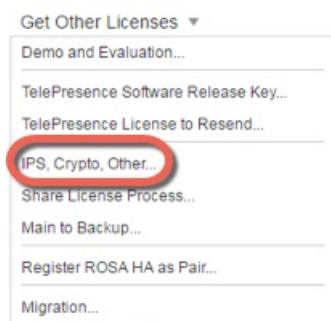 Get Other Licenses ▼
Demo and Evaluation...
TelePresence Software Release Key...
TelePresence License to Resend...
IPS, Crypto, Other...
Share License Process...
Main to Backup...
Register ROSA HA as Pair...
Migration...